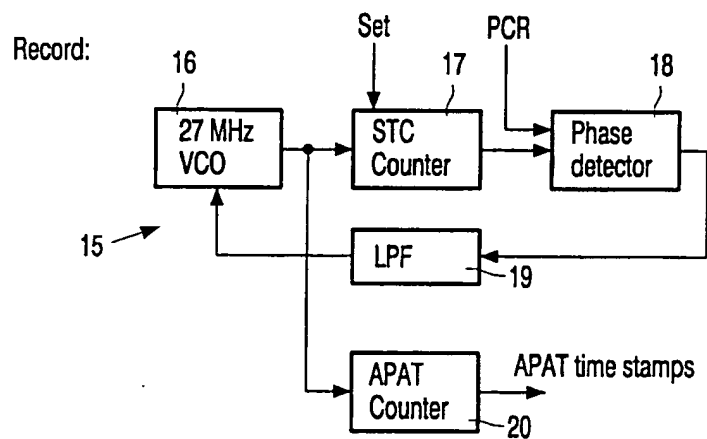 Record:
Set
PCR
16
17
18
27 MHz
VCO
STC
Counter
Phase
detector
15
LPF
19
APAT
Counter
APAT time stamps
20